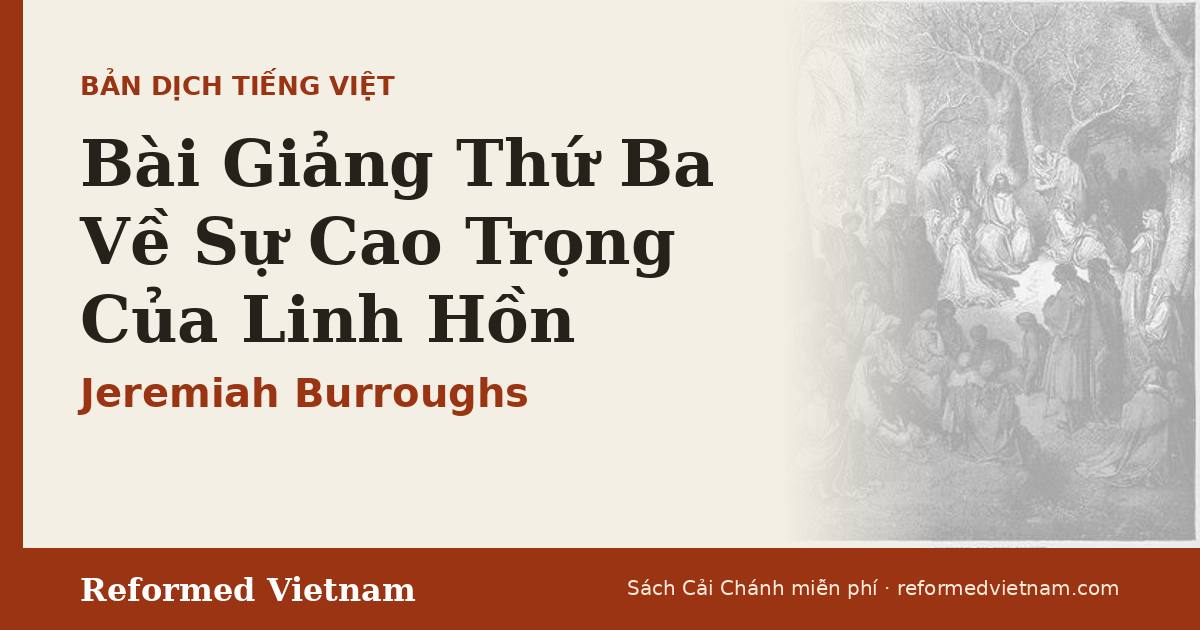 BẢN DỊCH TIẾNG VIỆT
Bài Giảng Thứ Ba
Về Sự Cao Trọng
Của Linh Hồn
Jeremiah Burroughs
Reformed Vietnam
Sách Cải Chánh miễn phí · reformedvietnam.com